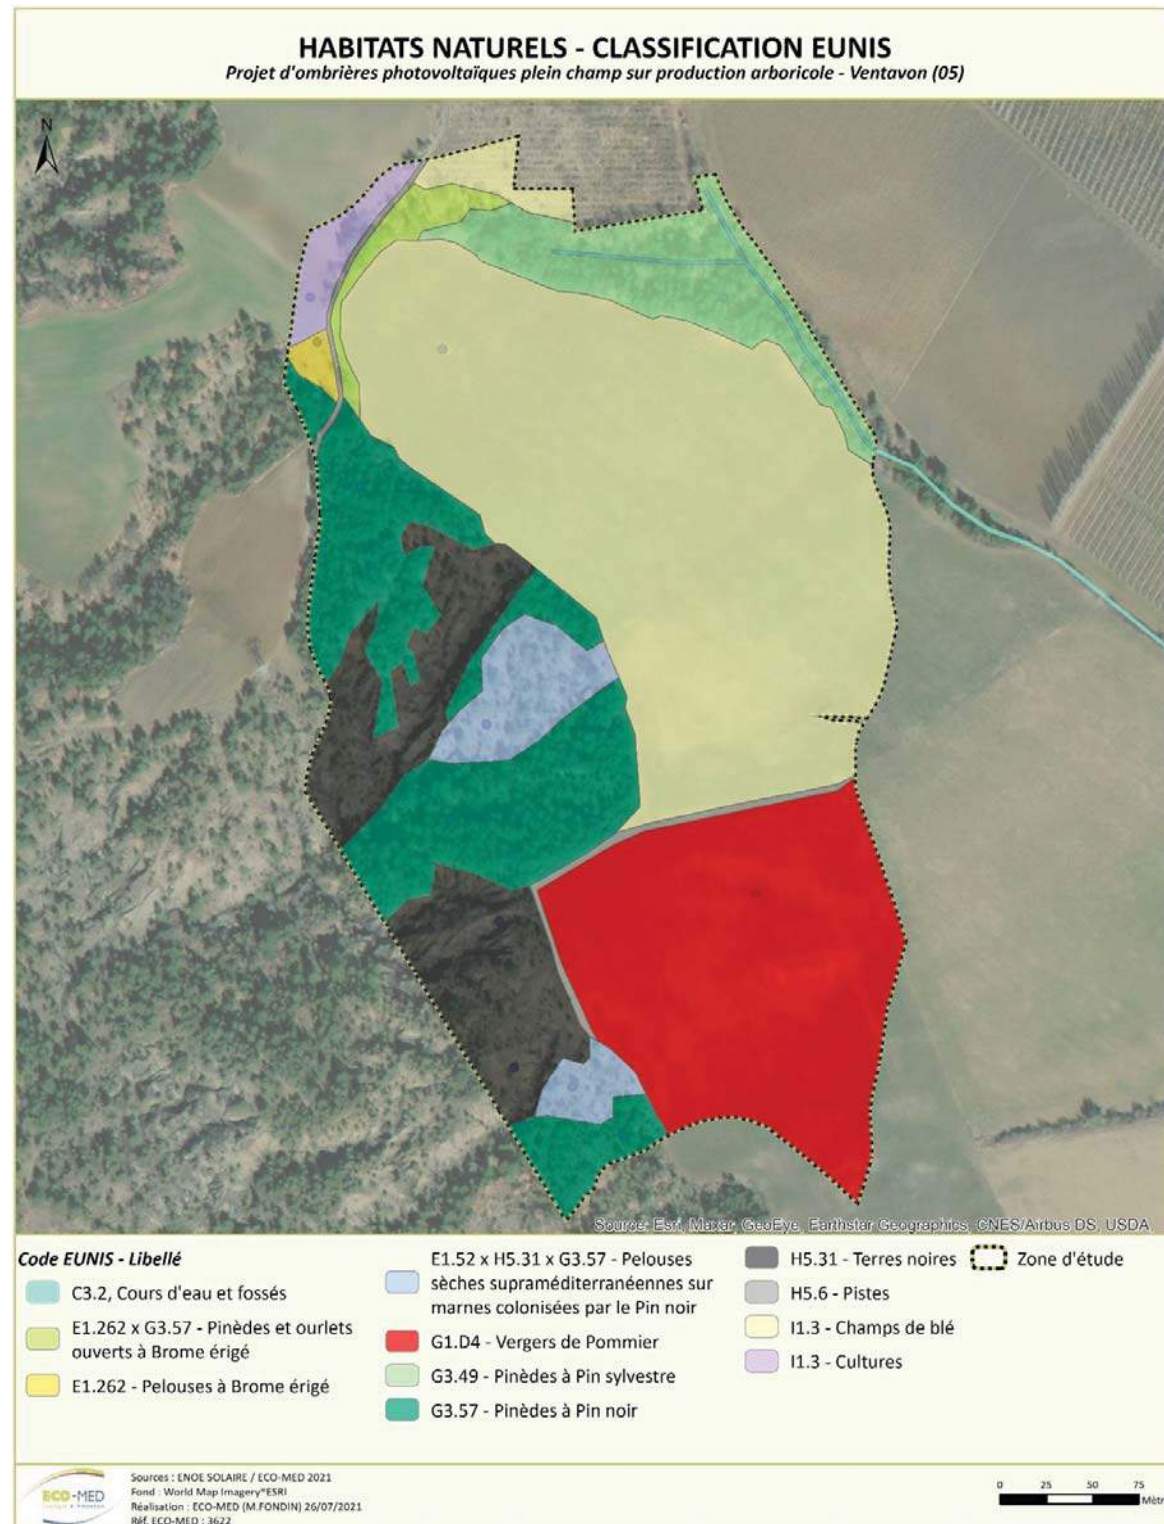 HABITATS NATURELS - CLASSIFICATION EUNIS
Projet d'ombrières photovoltaïques plein champ sur production arboricole - Ventavon (05)
N
Source: Esri, Maxar, GeoEye, Earthstar Geographics, CNES/Airbus DS, USDA,
Code EUNIS - Libellé
C3.2, Cours d'eau et fossés
E1.262 x G3.57 - Pinèdes et ourlets
ouverts à Brome érigé
E1.262 - Pelouses à Brome érigé
E1.52 x H5.31 x G3.57 - Pelouses
sèches supraméditerranéennes sur
marnes colonisées par le Pin noir
G1.D4 - Vergers de Pommier
G3.49 - Pinèdes à Pin sylvestre
G3.57 - Pinèdes à Pin noir
H5.31 - Terres noires
H5.6 - Pistes
I1.3 - Champs de blé
I1.3 - Cultures
Zone d'étude
ECO-MED
Sources : ENOE SOLAIRE / ECO-MED 2021
Fond : World Map Imagery®ESRI
Réalisation : ECO-MED (M.FONDIN) 26/07/2021
Réf. ECO-MED : 3622
0 25 50 75
Mètr